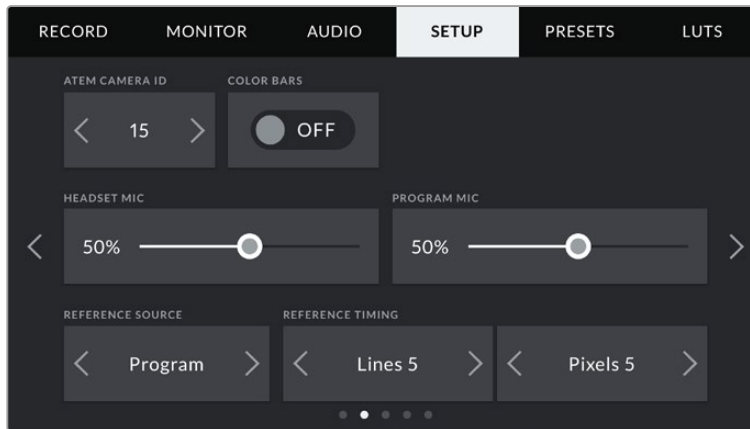 RECORD MONITOR AUDIO SETUP PRESETS LUTS
ATEM CAMERA ID COLOR BARS
15 OFF
HEADSET MIC PROGRAM MIC
50% 50%
REFERENCE SOURCE REFERENCE TIMING
Program Lines 5 Pixels 5